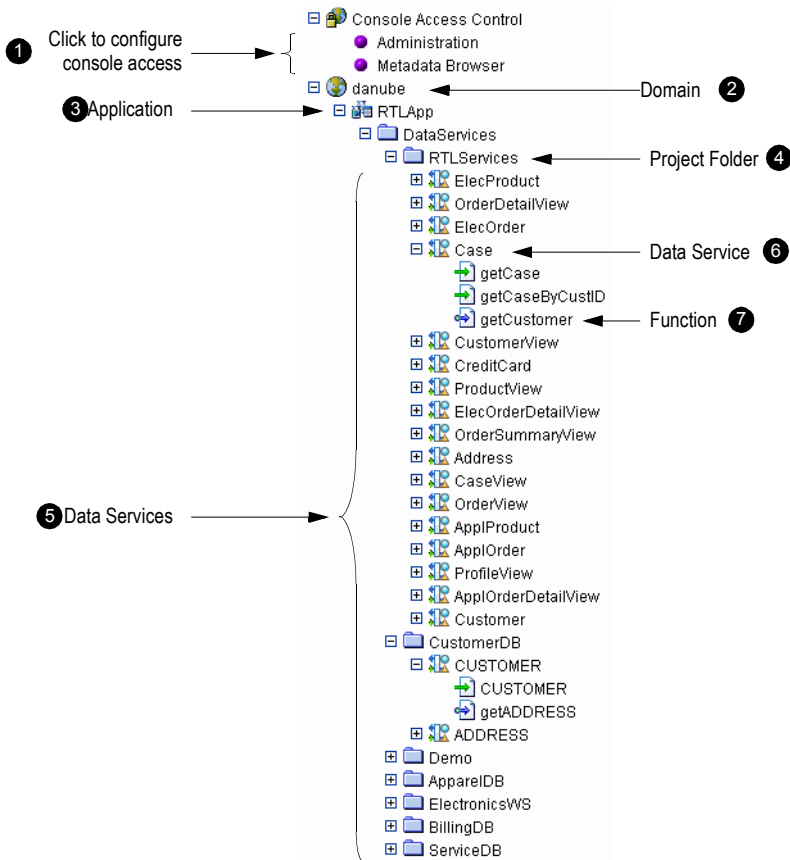 Console Access Control
1 Click to configure
console access
Administration
Metadata Browser
danube
Domain 2
3 Application
RTLApp
DataServices
RTLServices
Project Folder 4
ElecProduct
OrderDetailView
ElecOrder
Case
Data Service 6
getCase
getCaseByCustID
getCustomer
Function 7
CustomerView
CreditCard
ProductView
ElecOrderDetailView
OrderSummaryView
Address
CaseView
OrderView
5 Data Services
ApplProduct
ApplOrder
ProfileView
ApplOrderDetailView
Customer
CustomerDB
CUSTOMER
CUSTOMER
getADDRESS
ADDRESS
Demo
ApparelDB
ElectronicsWS
BillingDB
ServiceDB